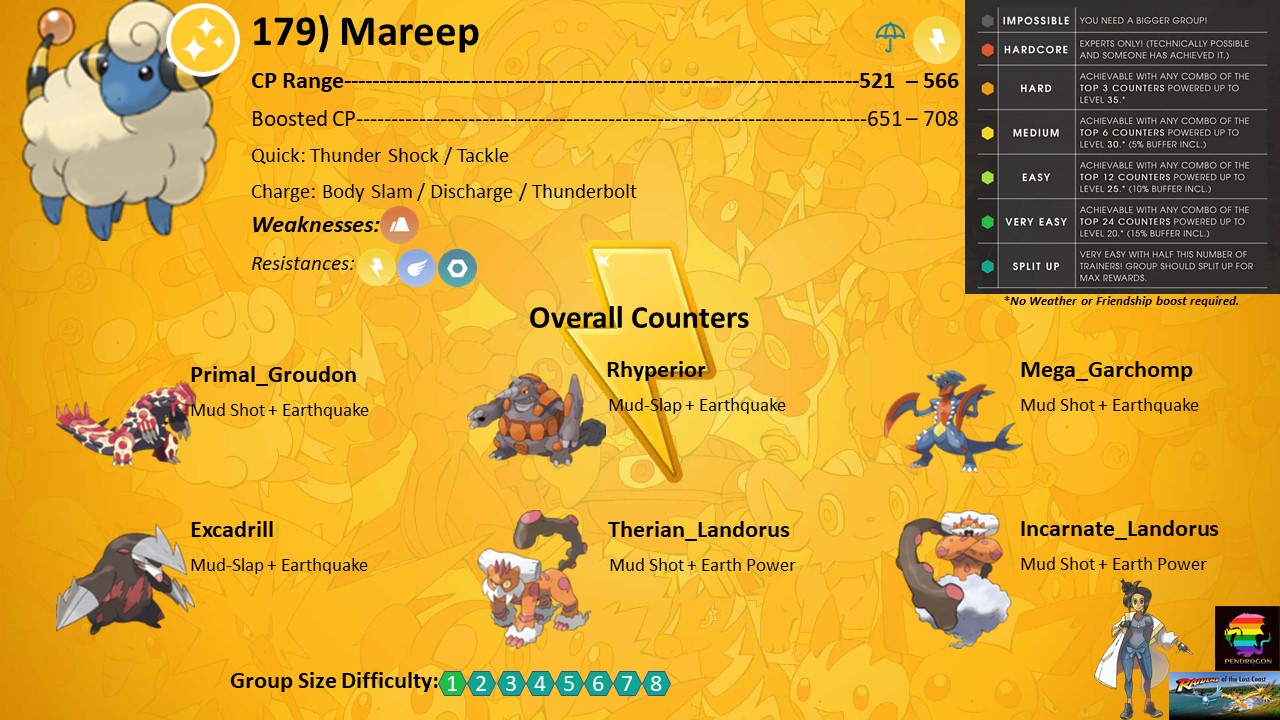 179) Mareep
CP Range---521 – 566
Boosted CP---651 – 708
Quick: Thunder Shock / Tackle
Charge: Body Slam / Discharge / Thunderbolt
Weaknesses:
Resistances:
IMPOSSIBLE YOU NEED A BIGGER GROUP!
HARDCORE EXPERTS ONLY! (TECHNICALLY POSSIBLE
AND SOMEONE HAS ACHIEVED IT.)
HARD ACHIEVABLE WITH ANY COMBO OF THE
TOP 3 COUNTERS POWERED UP TO
LEVEL 35.*
MEDIUM ACHIEVABLE WITH ANY COMBO OF THE
TOP 6 COUNTERS POWERED UP TO
LEVEL 30.* (5% BUFFER INCL.)
EASY ACHIEVABLE WITH ANY COMBO OF THE
TOP 12 COUNTERS POWERED UP TO
LEVEL 25.* (10% BUFFER INCL.)
VERY EASY ACHIEVABLE WITH ANY COMBO OF THE
TOP 24 COUNTERS POWERED UP TO
LEVEL 20.* (15% BUFFER INCL.)
SPLIT UP VERY EASY WITH HALF THIS NUMBER OF
TRAINERS! GROUP SHOULD SPLIT UP FOR
MAX REWARDS.
*No Weather or Friendship boost required.
Overall Counters
Primal_Groudon
Mud Shot + Earthquake
Rhyperior
Mud-Slap + Earthquake
Mega_Garchomp
Mud Shot + Earthquake
Excadrill
Mud-Slap + Earthquake
Therian_Landorus
Mud Shot + Earth Power
Incarnate_Landorus
Mud Shot + Earth Power
Group Size Difficulty: 1 2 3 4 5 6 7 8
PENDRAGON
RAIDERS of the Lost Coast